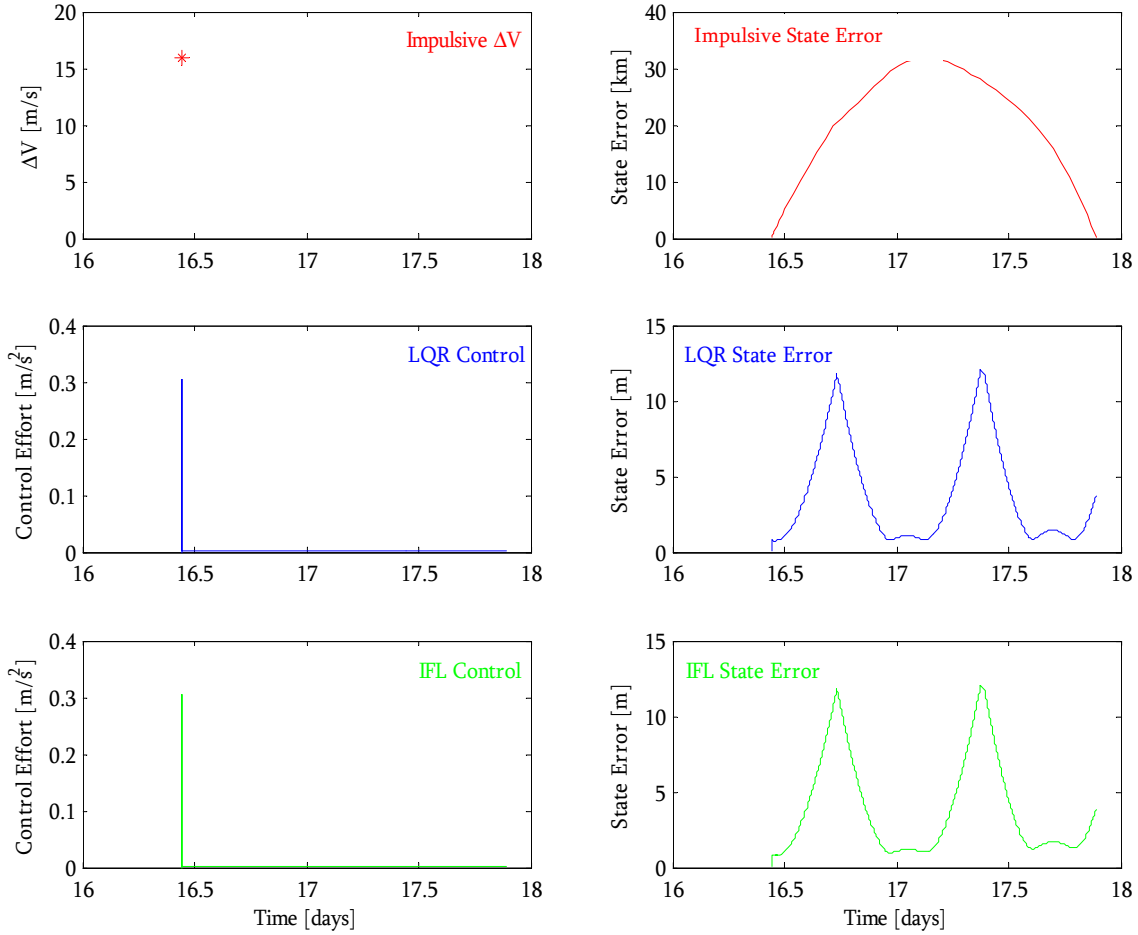 20
15
10
5
0
ΔV [m/s]
Impulsive ΔV
16 16.5 17 17.5 18
40
30
20
10
0
State Error [km]
Impulsive State Error
16 16.5 17 17.5 18
0.4
0.3
0.2
0.1
0
Control Effort [m/s²]
LQR Control
16 16.5 17 17.5 18
15
10
5
0
State Error [m]
LQR State Error
16 16.5 17 17.5 18
0.4
0.3
0.2
0.1
0
Control Effort [m/s²]
IFL Control
16 16.5 17 17.5 18
Time [days]
15
10
5
0
State Error [m]
IFL State Error
16 16.5 17 17.5 18
Time [days]